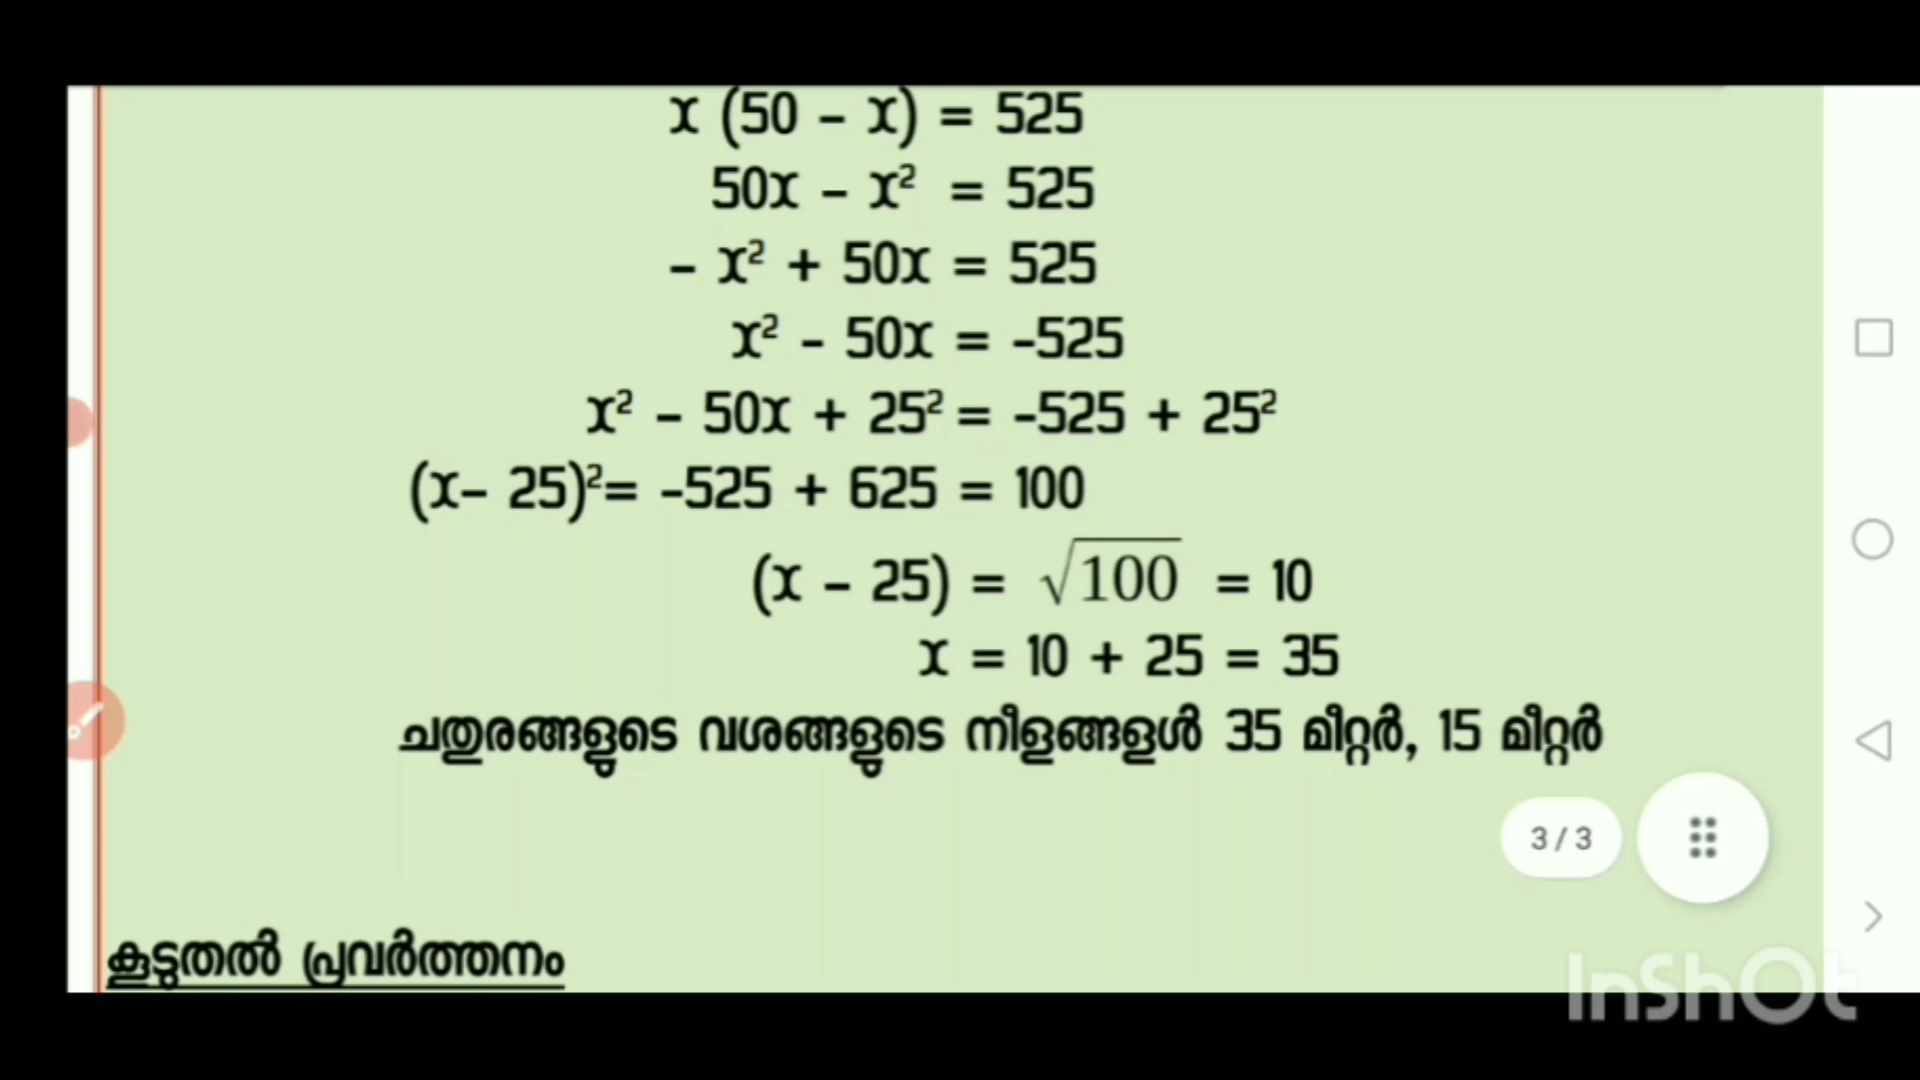 x (50 – x) = 525
50x – x² = 525
– x² + 50x = 525
x² – 50x = -525
x² – 50x + 25² = -525 + 25²
(x– 25)²= -525 + 625 = 100
(x – 25) = √100 = 10
x = 10 + 25 = 35
ചതുരങ്ങളുടെ വശങ്ങളുടെ നീളങ്ങളൾ 35 മീറ്റർ, 15 മീറ്റർ
3 / 3
കൂടുതൽ പ്രവർത്തനം
InShOt